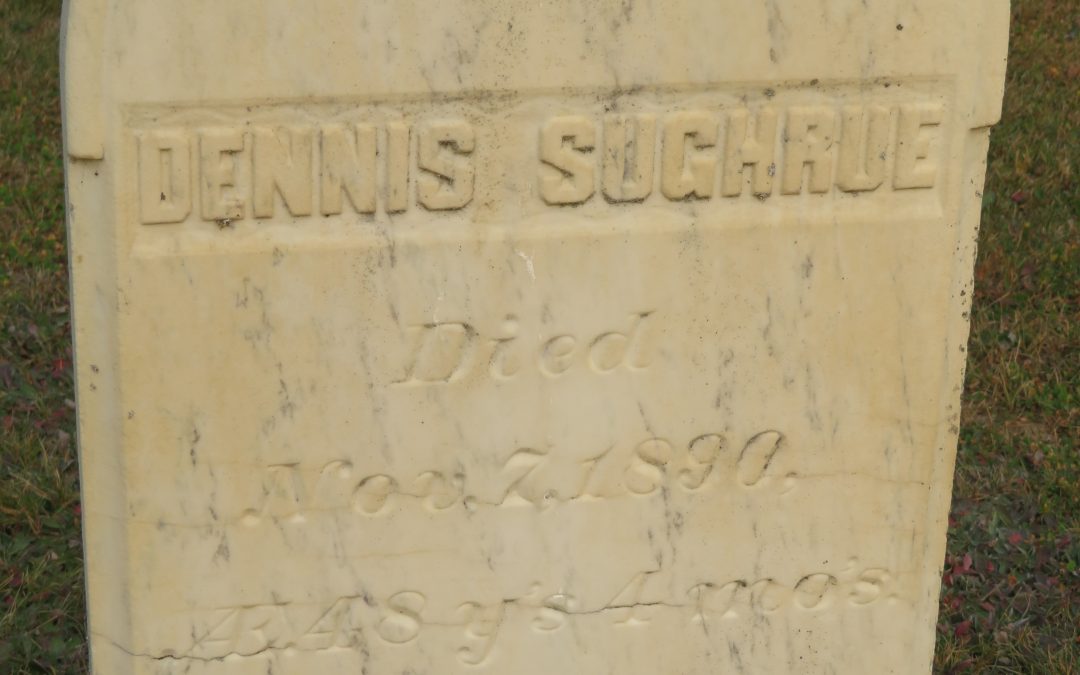 DENNIS SUGHRUE
Died
Nov. 7, 1890,
Æ. 48 y's 4 mo's.